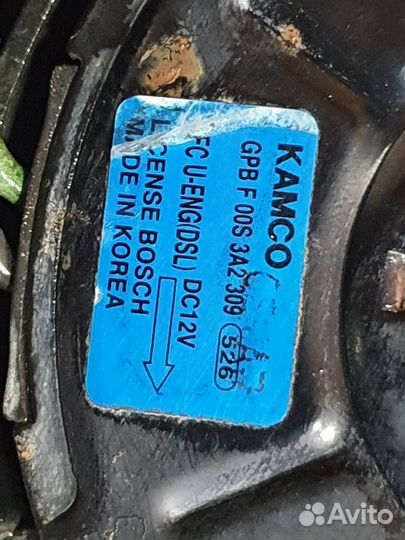 KAMCO
GPB F 00S 3A2 309 526
FC U-ENG(DSL) DC12V
LICENSE BOSCH
MADE IN KOREA
Avito